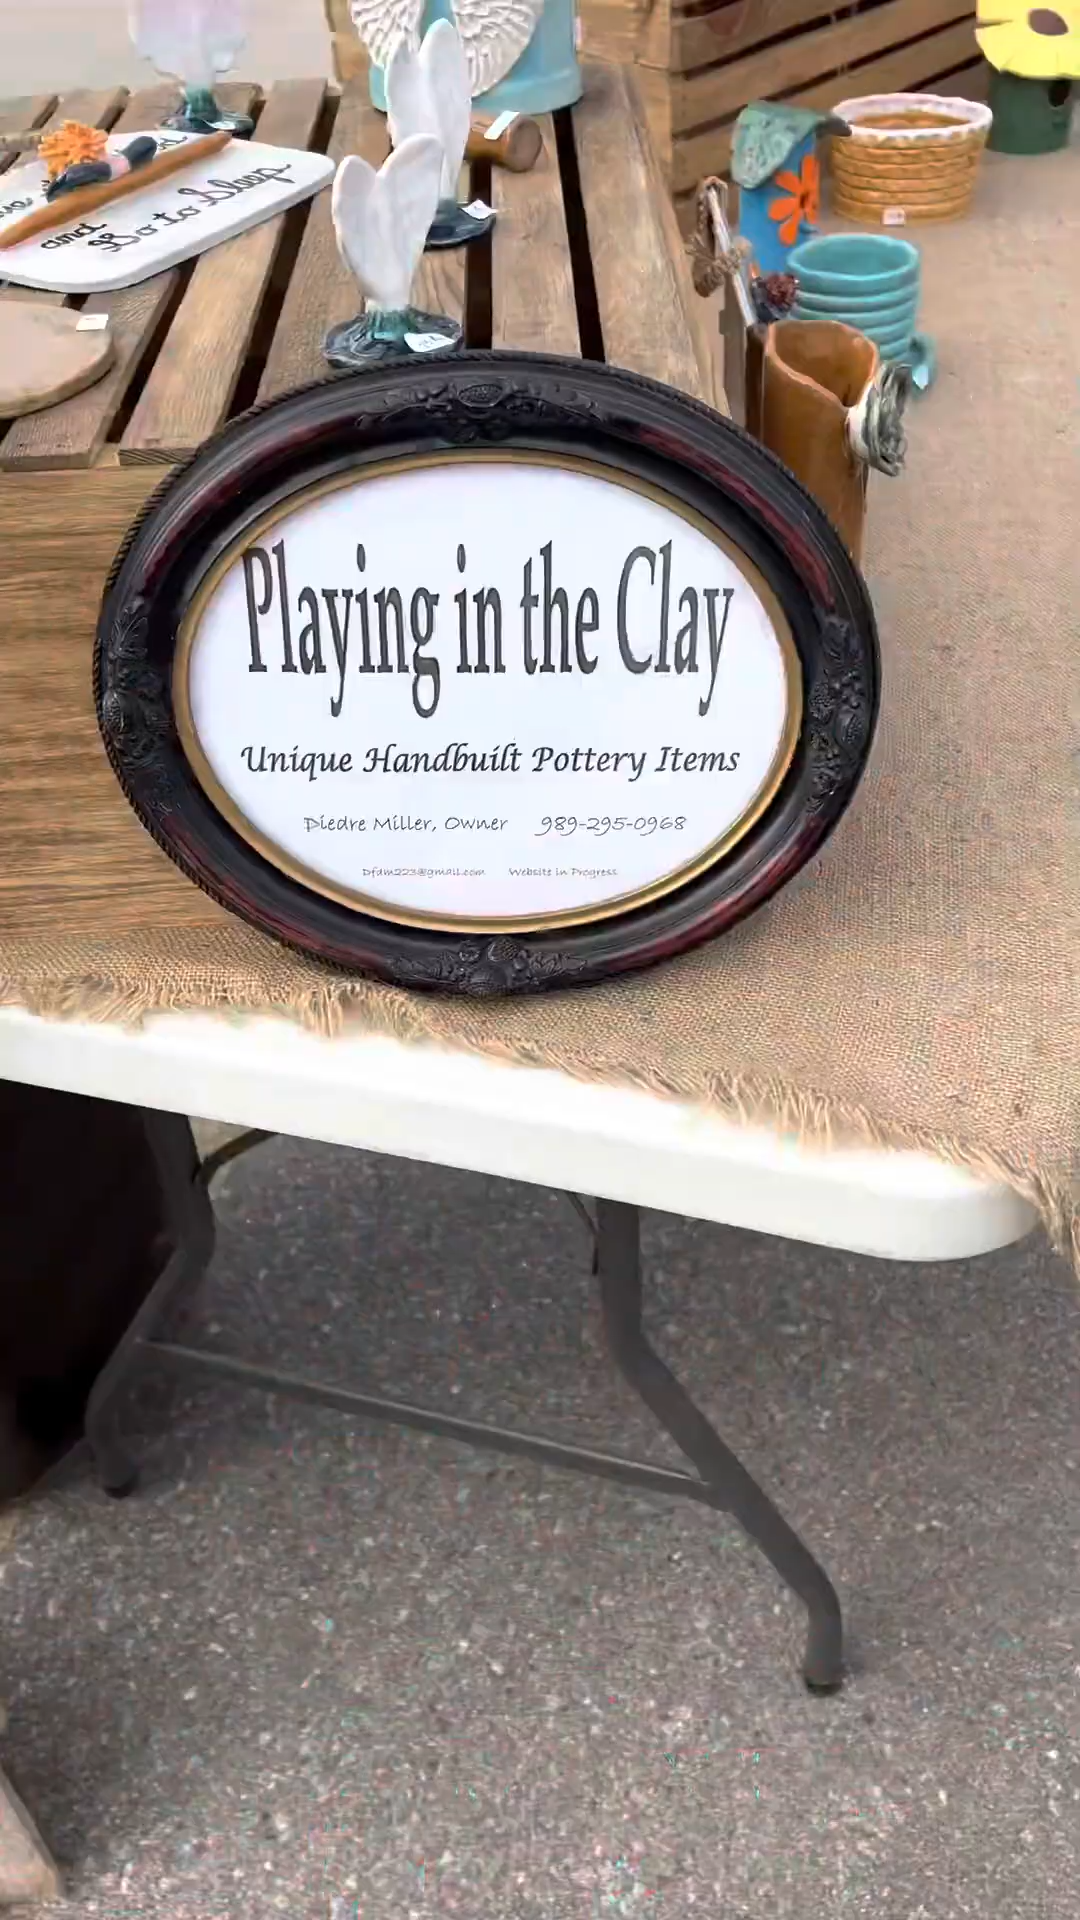 and
Go to Sleep
Playing in the Clay
Unique Handbuilt Pottery Items
Diedre Miller, Owner 989-295-0968
Dfam223@gmail.com Website in Progress